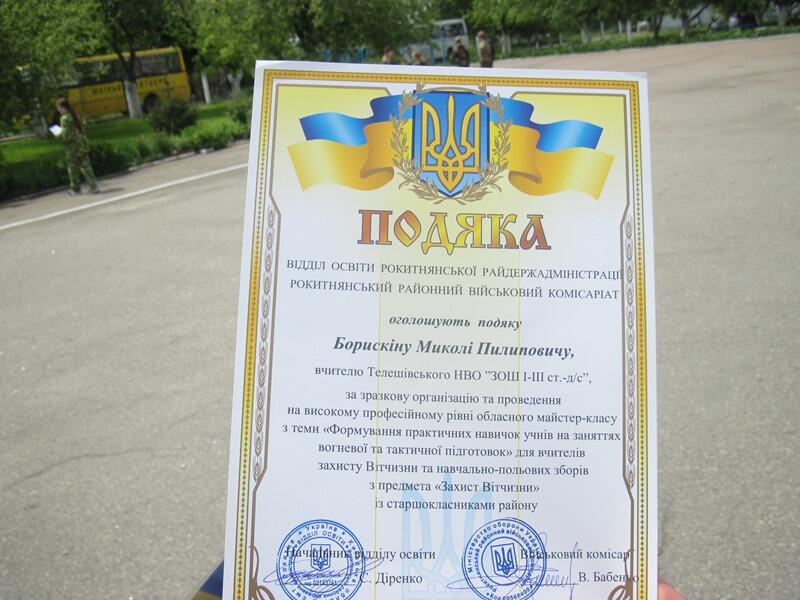 ПОДЯКА
ВІДДІЛ ОСВІТИ РОКИТНЯНСЬКОЇ РАЙДЕРЖАДМІНІСТРАЦІЇ
РОКИТНЯНСЬКИЙ РАЙОННИЙ ВІЙСЬКОВИЙ КОМІСАРІАТ
оголошують подяку
Борискіну Миколі Пилиповичу,
вчителю Телешівського НВО "ЗОШ І-ІІІ ст.-д/с",
за зразкову організацію та проведення
на високому професійному рівні обласного майстер-класу
з теми «Формування практичних навичок учнів на заняттях
вогневої та тактичної підготовок» для вчителів
захисту Вітчизни та навчально-польових зборів
з предмета «Захист Вітчизни»
із старшокласниками району
Начальник відділу освіти Військовий комісар
С. Діренко В. Бабенко